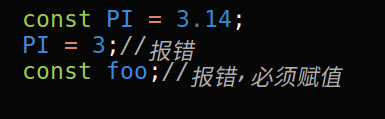 const PI = 3.14;
PI = 3;//报错
const foo;//报错,必须赋值